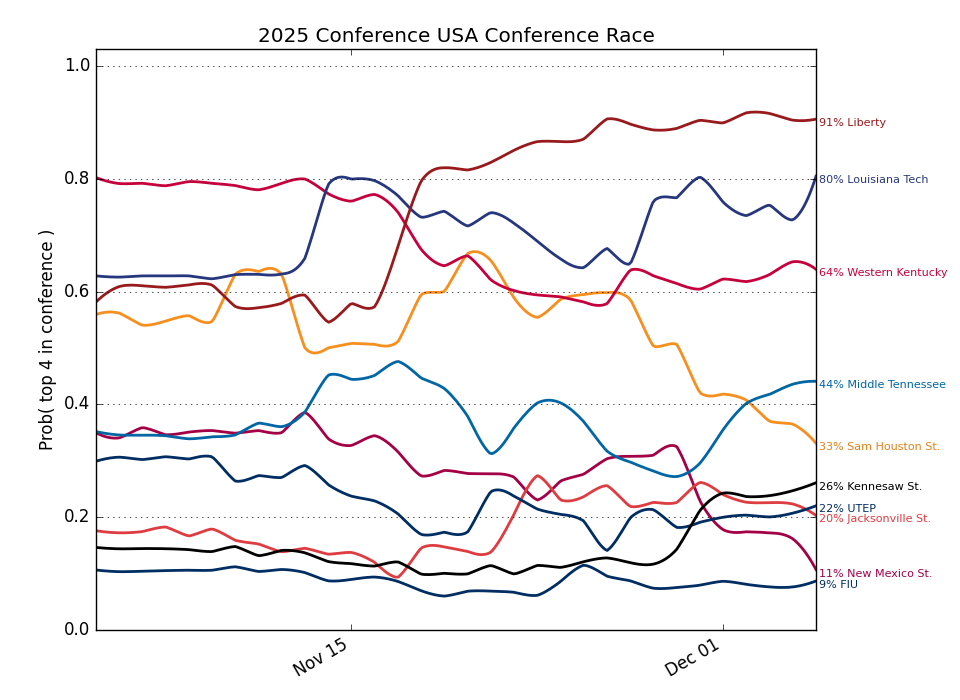 2025 Conference USA Conference Race
Prob( top 4 in conference )
1.0
0.8
0.6
0.4
0.2
0.0
Nov 15
Dec 01
91% Liberty
80% Louisiana Tech
64% Western Kentucky
44% Middle Tennessee
33% Sam Houston St.
26% Kennesaw St.
22% UTEP
20% Jacksonville St.
11% New Mexico St.
9% FIU